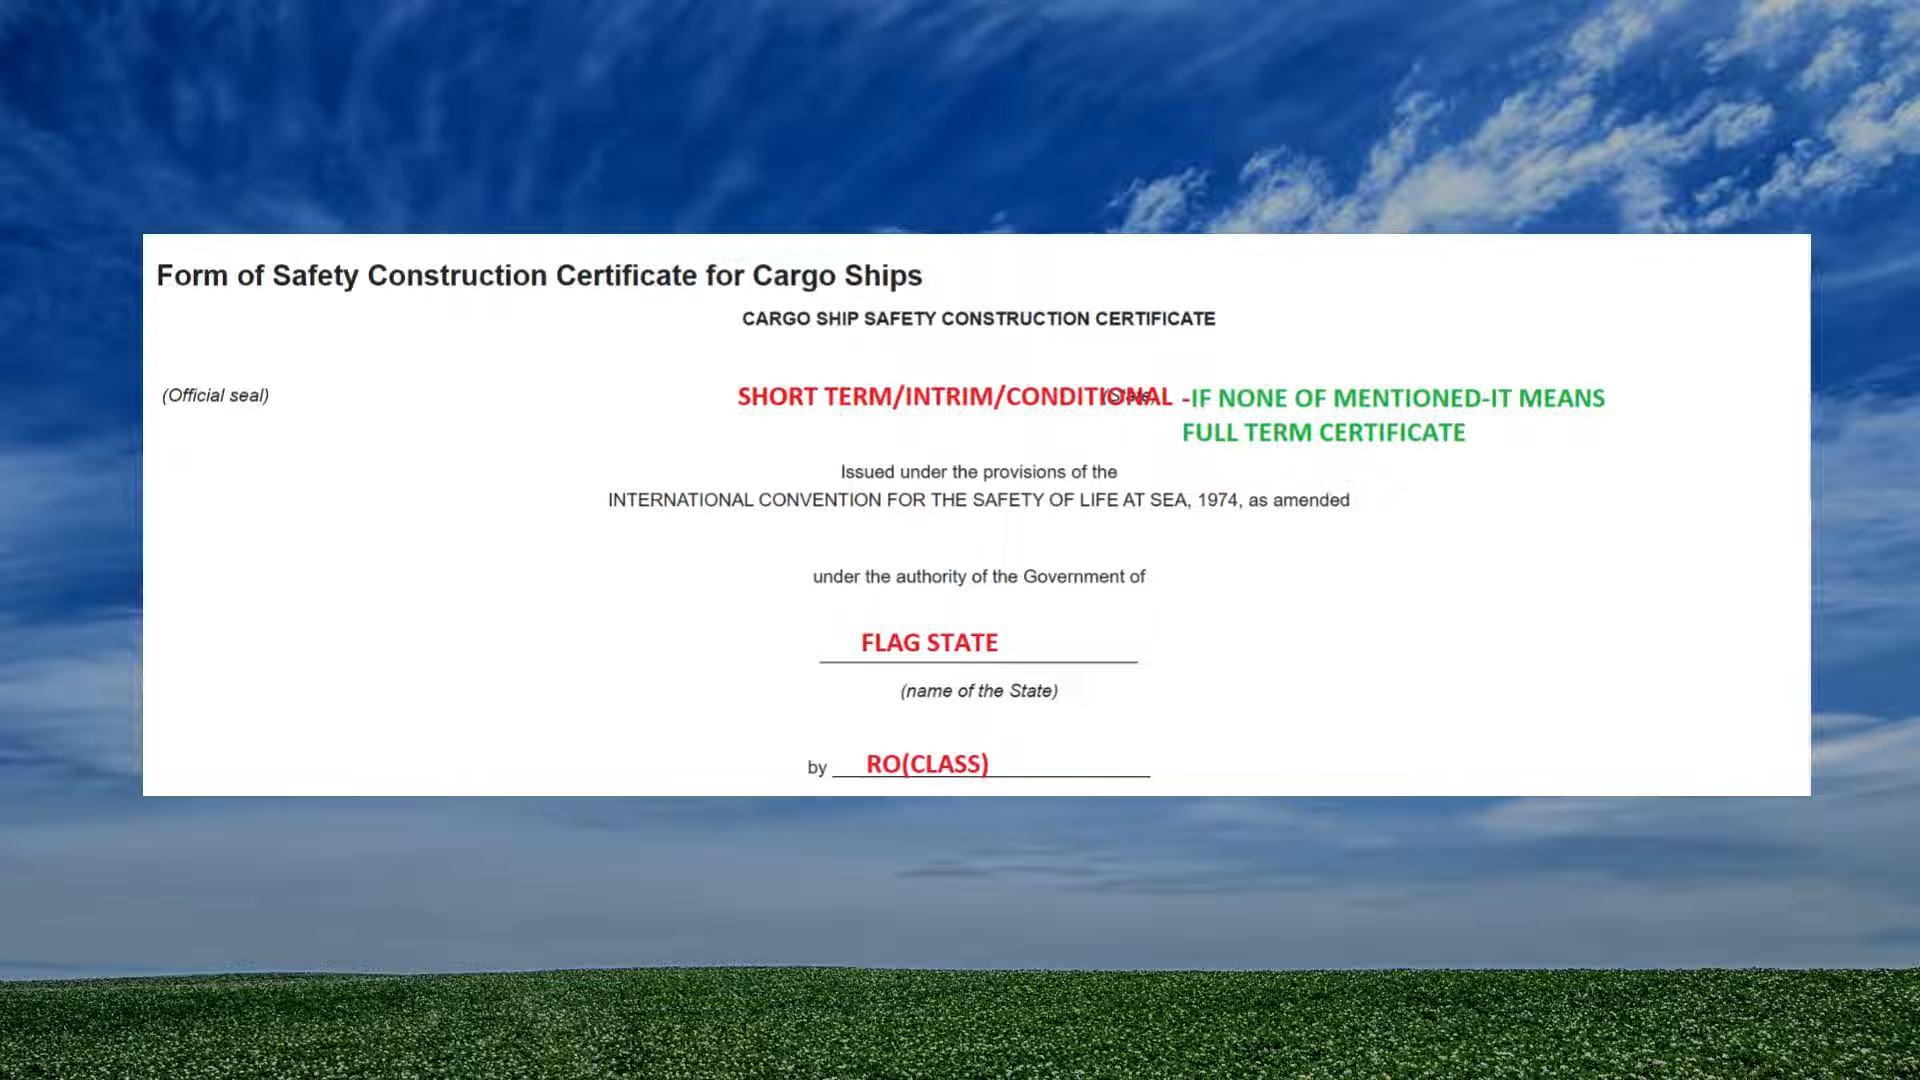 Form of Safety Construction Certificate for Cargo Ships
CARGO SHIP SAFETY CONSTRUCTION CERTIFICATE
(Official seal)
SHORT TERM/INTRIM/CONDITIONAL -IF NONE OF MENTIONED-IT MEANS
FULL TERM CERTIFICATE
Issued under the provisions of the
INTERNATIONAL CONVENTION FOR THE SAFETY OF LIFE AT SEA, 1974, as amended
under the authority of the Government of
FLAG STATE
(name of the State)
by RO(CLASS)